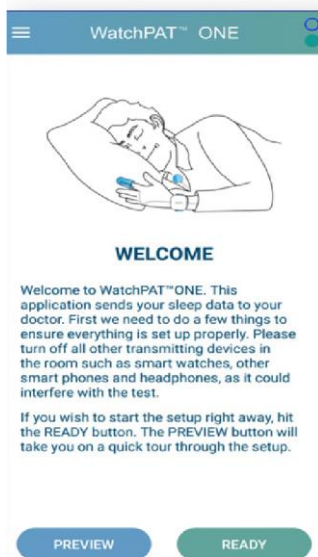 WatchPAT™ ONE
WELCOME
Welcome to WatchPAT™ONE. This
application sends your sleep data to your
doctor. First we need to do a few things to
ensure everything is set up properly. Please
turn off all other transmitting devices in
the room such as smart watches, other
smart phones and headphones, as it could
interfere with the test.
If you wish to start the setup right away, hit
the READY button. The PREVIEW button will
take you on a quick tour through the setup.
PREVIEW
READY